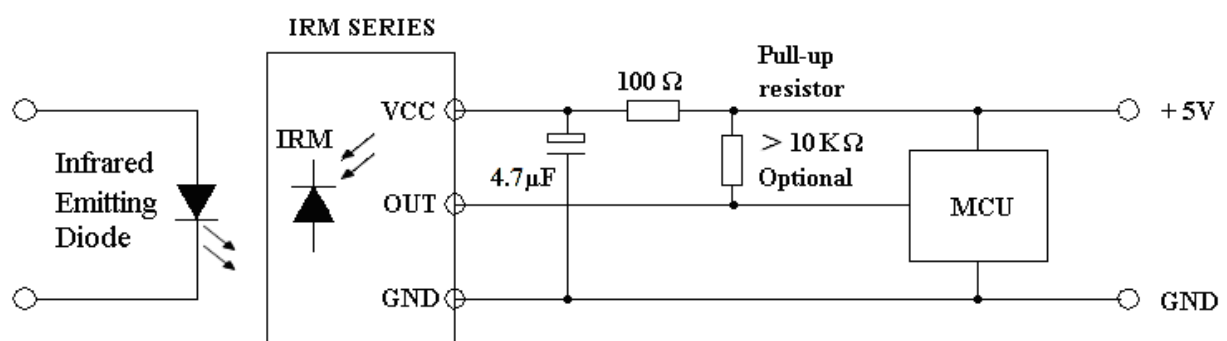 IRM SERIES
Pull-up
resistor
100 Ω
VCC
+ 5V
IRM
Infrared
Emitting
Diode
4.7µF
> 10 K Ω
Optional
OUT
MCU
GND
GND